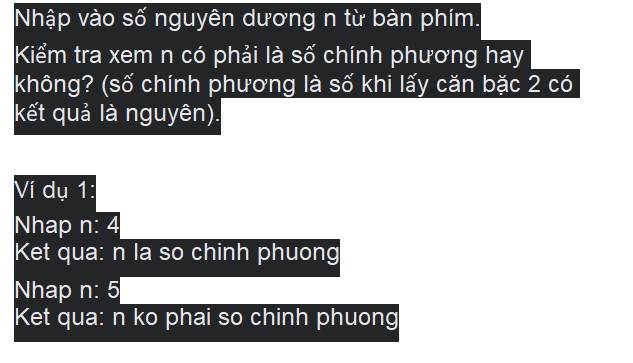 Nhập vào số nguyên dương n từ bàn phím.
Kiểm tra xem n có phải là số chính phương hay
không? (số chính phương là số khi lấy căn bặc 2 có
kết quả là nguyên).
Ví dụ 1:
Nhap n: 4
Ket qua: n la so chinh phuong
Nhap n: 5
Ket qua: n ko phai so chinh phuong